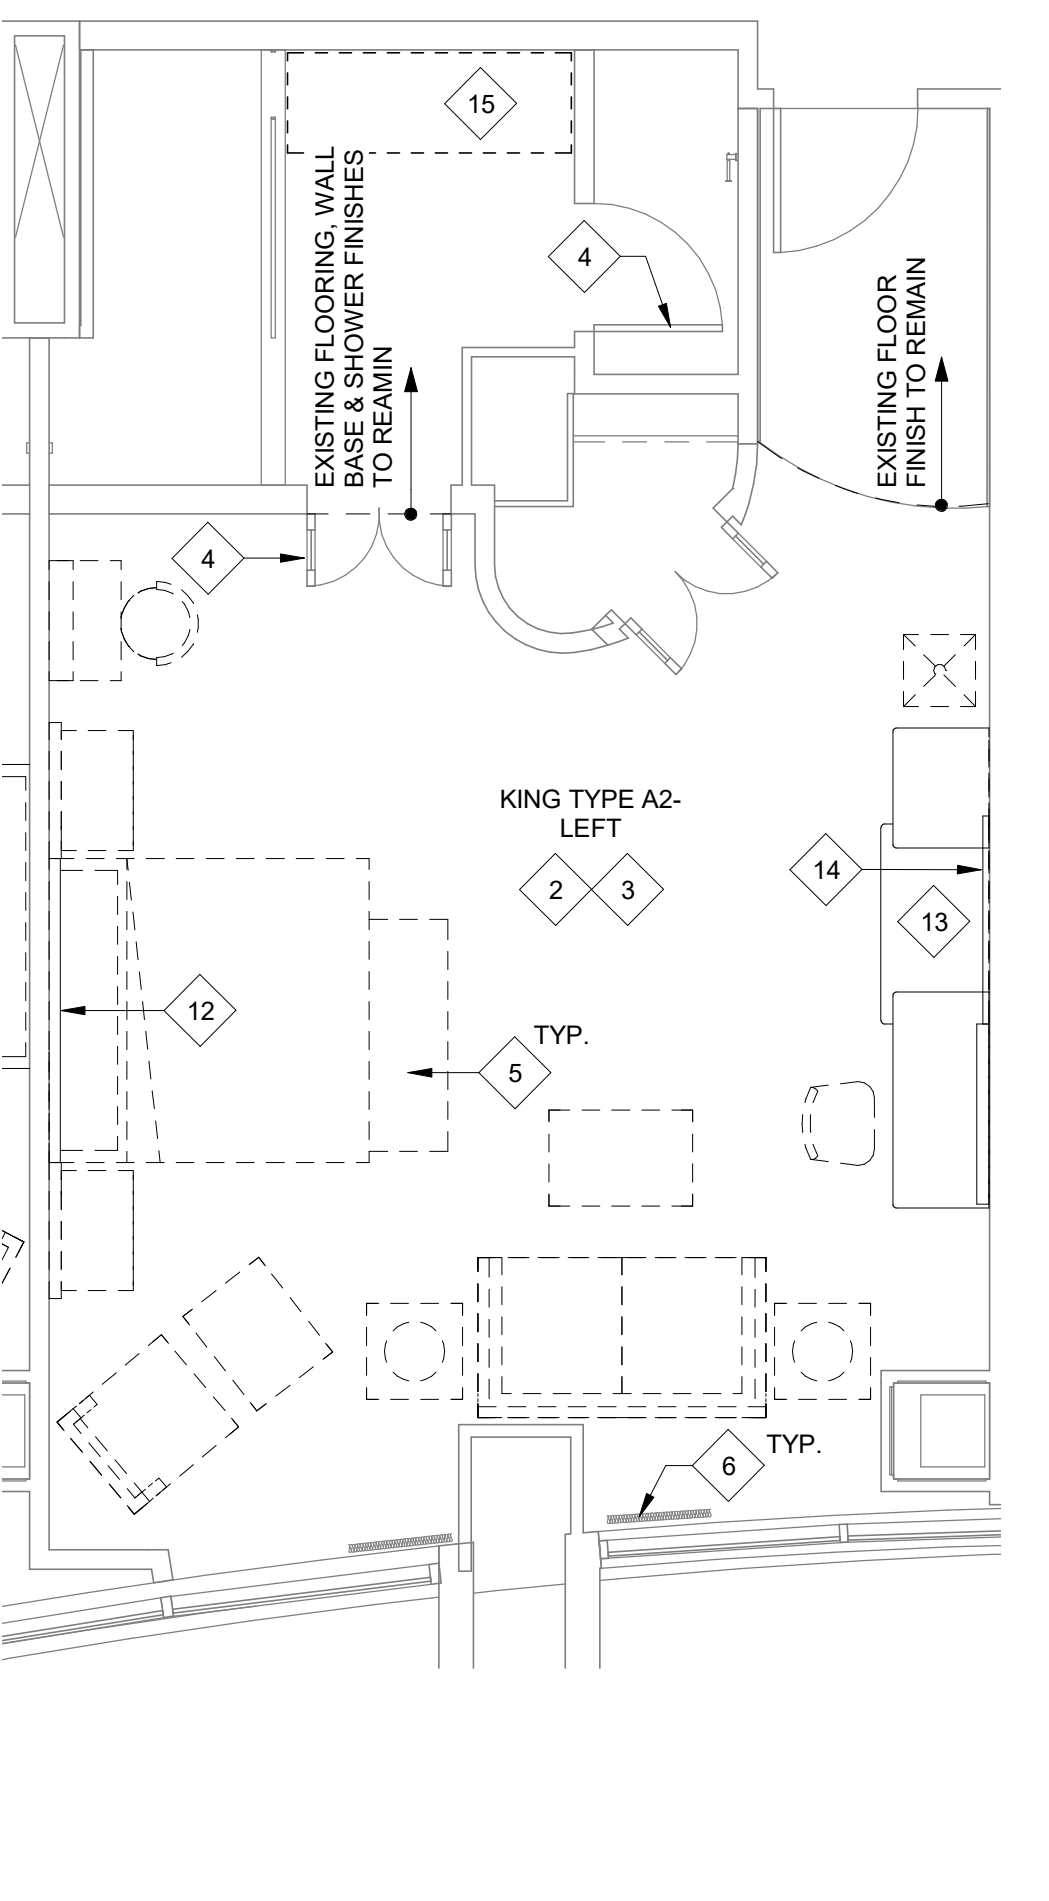 15
EXISTING FLOORING, WALL
BASE & SHOWER FINISHES
TO REAMIN
4
EXISTING FLOOR
FINISH TO REMAIN
4
KING TYPE A2-
LEFT
2
3
14
13
12
TYP.
5
TYP.
6